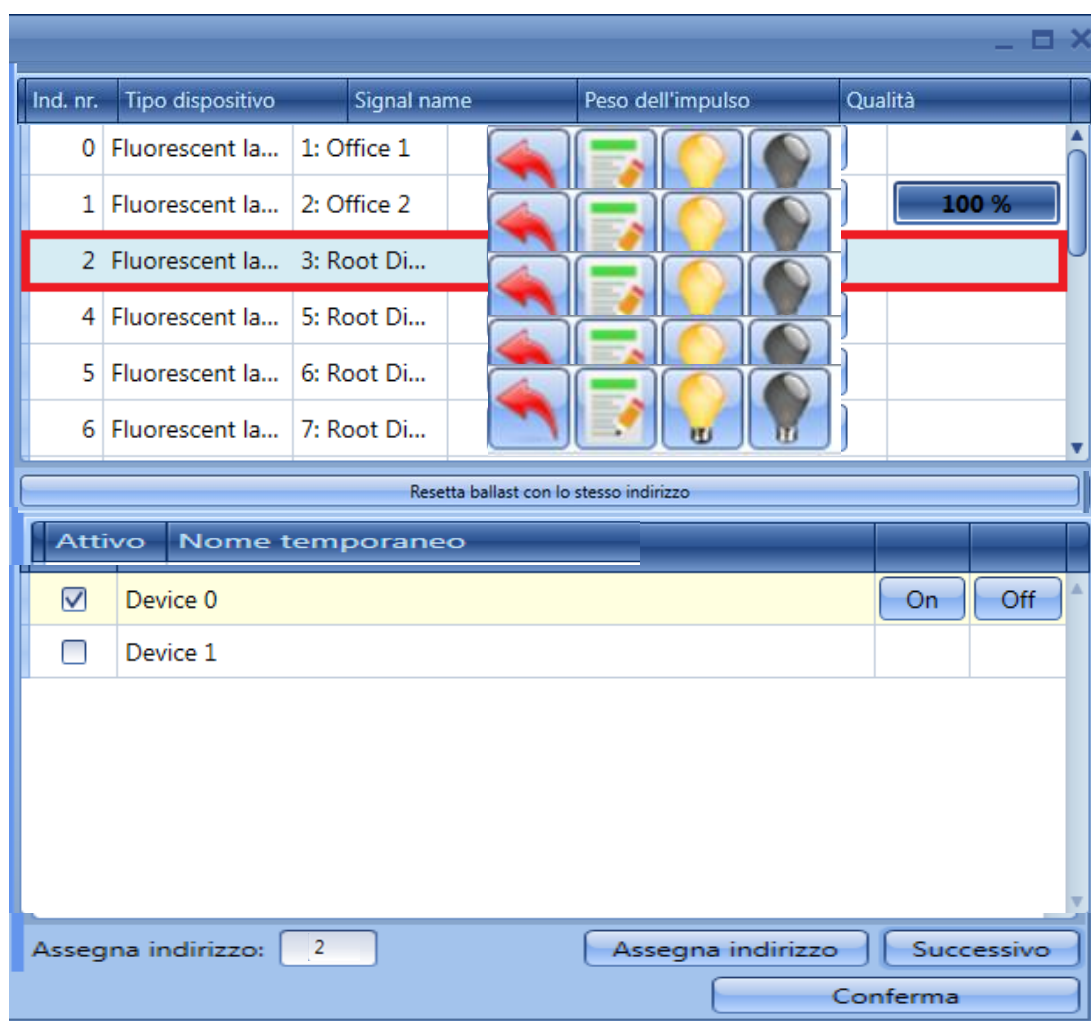 Ind. nr. Tipo dispositivo Signal name Peso dell'impulso Qualità
0 Fluorescent la... 1: Office 1
1 Fluorescent la... 2: Office 2 100 %
2 Fluorescent la... 3: Root Di...
4 Fluorescent la... 5: Root Di...
5 Fluorescent la... 6: Root Di...
6 Fluorescent la... 7: Root Di...
Resetta ballast con lo stesso indirizzo
Attivo Nome temporaneo
Device 0 On Off
Device 1
Assegna indirizzo: 2 Assegna indirizzo Successivo
Conferma